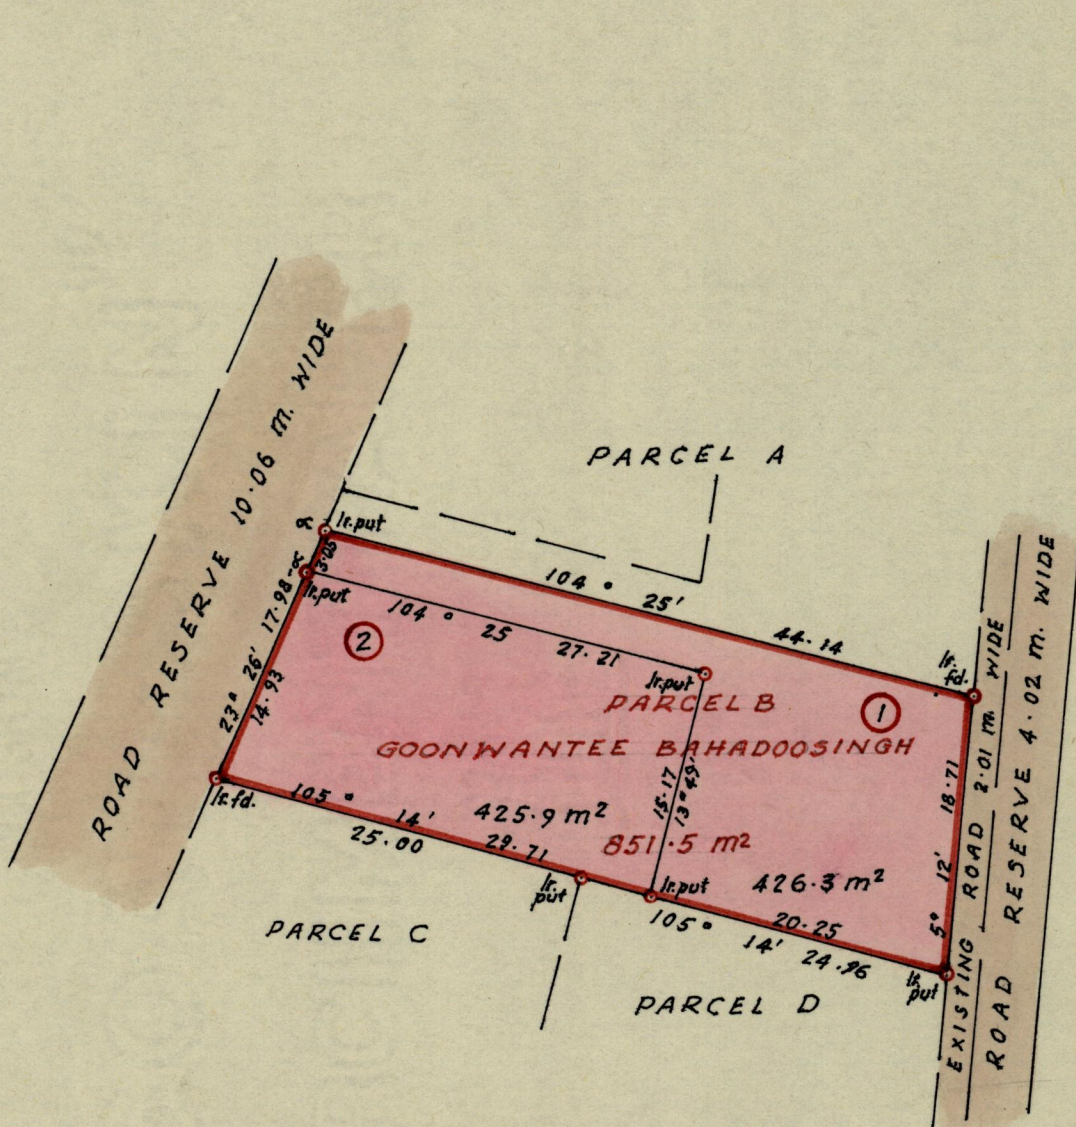 ROAD RESERVE 10·06 m. WIDE
PARCEL A
Ir.put
3·05
104° 25'
44·14
Ir. fd.
Ir.put
104° 25
27·21
2
Ir.put
PARCEL B
1
GOONWANTEE BAHADOOSINGH
23° 26' 17·98
14·93
15·17
13°49'
18·71
5° 12'
Ir.fd.
105° 14'
29·71
25·00
425·9 m²
851·5 m²
426·3 m²
Ir. put
Ir.put
20·25
105° 14'
24·96
Ir. put
PARCEL C
PARCEL D
EXISTING ROAD 2·01 m. WIDE
ROAD RESERVE 4·02 m. WIDE